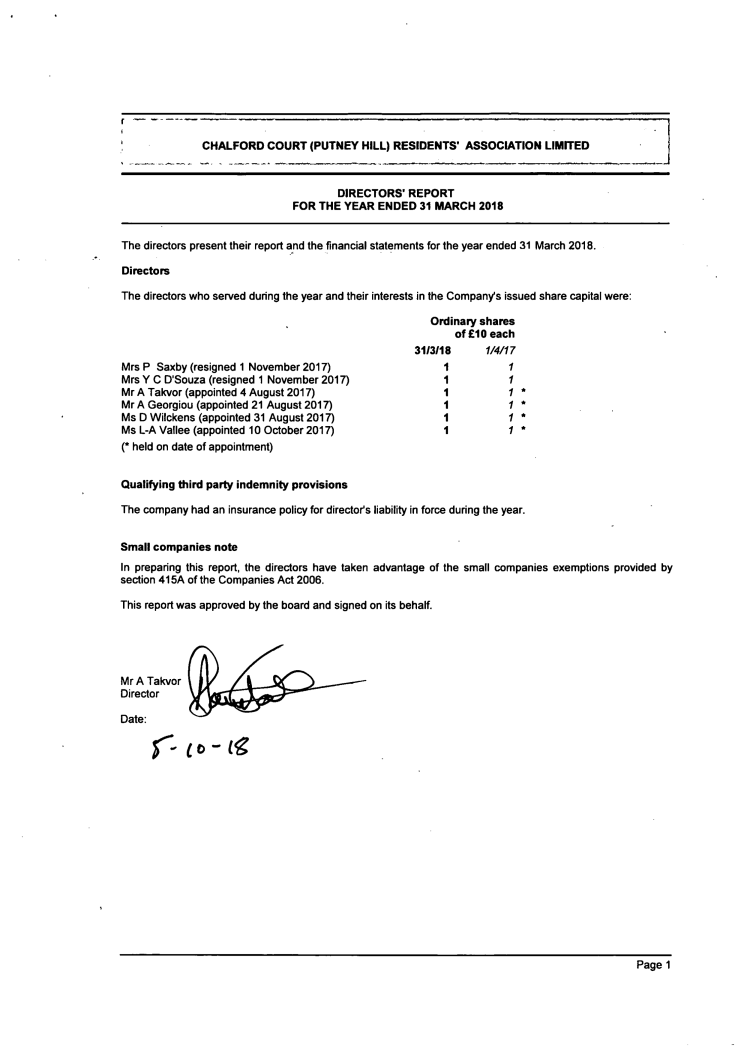 CHALFORD COURT (PUTNEY HILL) RESIDENTS' ASSOCIATION LIMITED
DIRECTORS' REPORT
FOR THE YEAR ENDED 31 MARCH 2018
The directors present their report and the financial statements for the year ended 31 March 2018.
Directors
The directors who served during the year and their interests in the Company's issued share capital were:
Ordinary shares
of £10 each
31/3/18 1/4/17
Mrs P Saxby (resigned 1 November 2017) 1 1
Mrs Y C D'Souza (resigned 1 November 2017) 1 1
Mr A Takvor (appointed 4 August 2017) 1 1 *
Mr A Georgiou (appointed 21 August 2017) 1 1 *
Ms D Wilckens (appointed 31 August 2017) 1 1 *
Ms L-A Vallee (appointed 10 October 2017) 1 1 *
(* held on date of appointment)
Qualifying third party indemnity provisions
The company had an insurance policy for director's liability in force during the year.
Small companies note
In preparing this report, the directors have taken advantage of the small companies exemptions provided by
section 415A of the Companies Act 2006.
This report was approved by the board and signed on its behalf.
Mr A Takvor
Director
Date:
8-10-18
Page 1